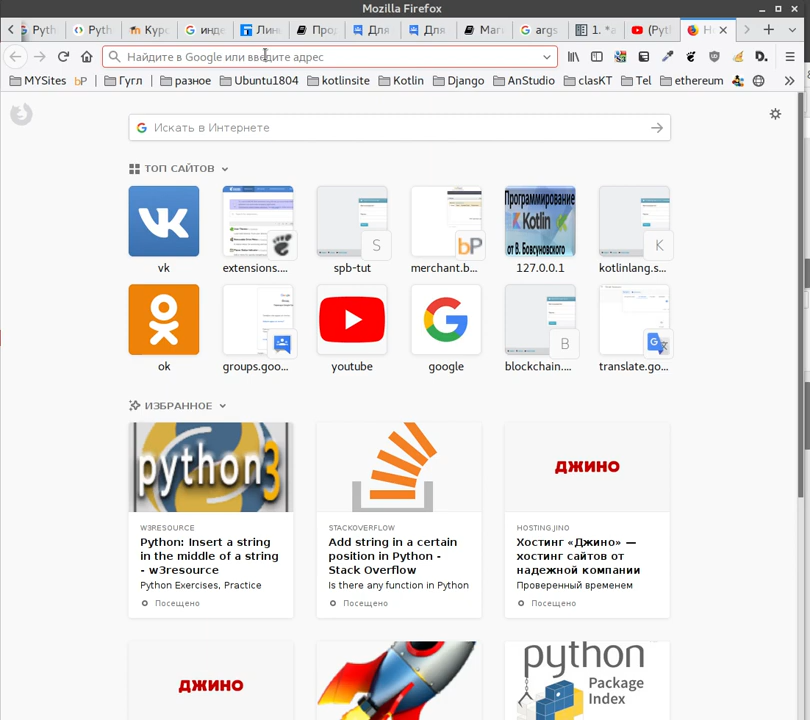 Mozilla Firefox
Pyth
Pyth
Курс
инде
Лин
Про
Для
Для
Маг
args
1. *а
(Pyt
Но
Найдите в Google или введите адрес
MYSites
bP
Гугл
разное
Ubuntu1804
kotlinsite
Kotlin
Django
AnStudio
clasKT
Tel
ethereum
Искать в Интернете
ТОП САЙТОВ
Программирование
Kotlin
от В. Бовсуновского
S
bP
K
vk
extensions....
spb-tut
merchant.b...
127.0.0.1
kotlinlang.s...
B
ok
groups.goo...
youtube
google
blockchain....
translate.go...
ИЗБРАННОЕ
python3
джино
W3RESOURCE
STACKOVERFLOW
HOSTING.JINO
Python: Insert a string
in the middle of a string
- w3resource
Add string in a certain
position in Python -
Stack Overflow
Хостинг «Джино» —
хостинг сайтов от
надежной компании
Python Exercises, Practice
Is there any function in Python
Проверенный временем
Посещено
Посещено
Посещено
джино
python
Package
Index